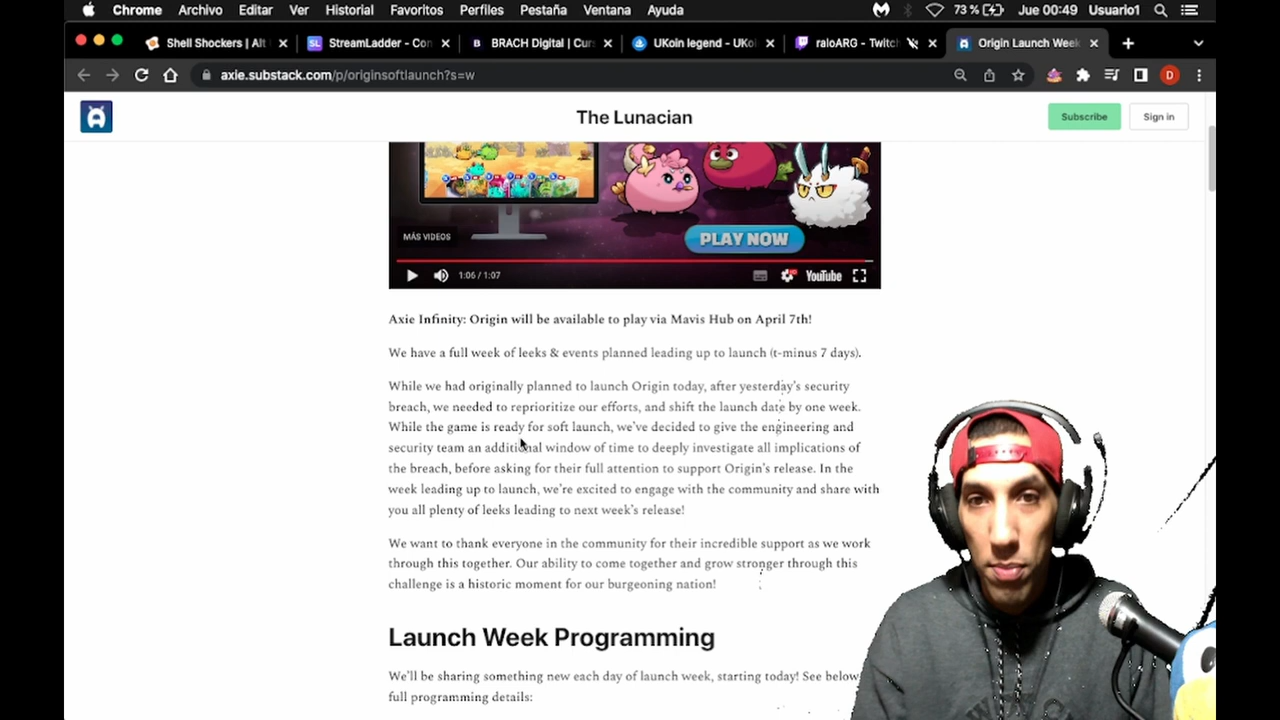 Chrome Archivo Editar Ver Historial Favoritos Perfiles Pestaña Ventana Ayuda 73 % Jue 00:49 Usuario1
Shell Shockers | Alt StreamLadder - Con BRACH Digital | Cur UKoin legend - UKo raloARG - Twitch Origin Launch Week
axie.substack.com/p/originsoftlaunch?s=w D
The Lunacian Subscribe Sign in
MÁS VIDEOS PLAY NOW
1:06 / 1:07 YouTube
Axie Infinity: Origin will be available to play via Mavis Hub on April 7th!
We have a full week of leeks & events planned leading up to launch (t-minus 7 days).
While we had originally planned to launch Origin today, after yesterday's security
breach, we needed to reprioritize our efforts, and shift the launch date by one week.
While the game is ready for soft launch, we've decided to give the engineering and
security team an additional window of time to deeply investigate all implications of
the breach, before asking for their full attention to support Origin's release. In the
week leading up to launch, we're excited to engage with the community and share with
you all plenty of leeks leading to next week's release!
We want to thank everyone in the community for their incredible support as we work
through this together. Our ability to come together and grow stronger through this
challenge is a historic moment for our burgeoning nation!
Launch Week Programming
We'll be sharing something new each day of launch week, starting today! See below
full programming details: